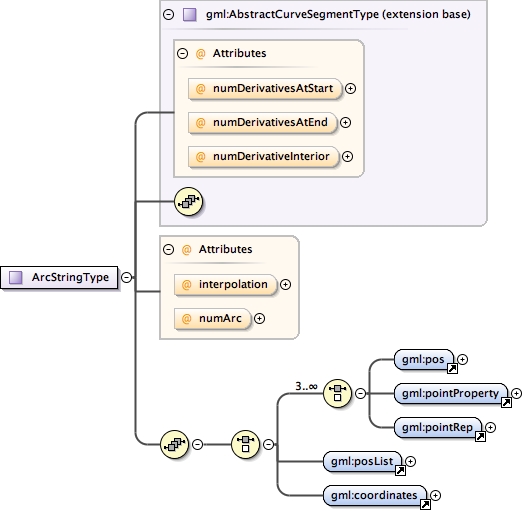 gml:AbstractCurveSegmentType (extension base)
@ Attributes
@ numDerivativesAtStart
@ numDerivativesAtEnd
@ numDerivativeInterior
@ Attributes
ArcStringType
@ interpolation
@ numArc
3..∞
gml:pos
gml:pointProperty
gml:pointRep
gml:posList
gml:coordinates